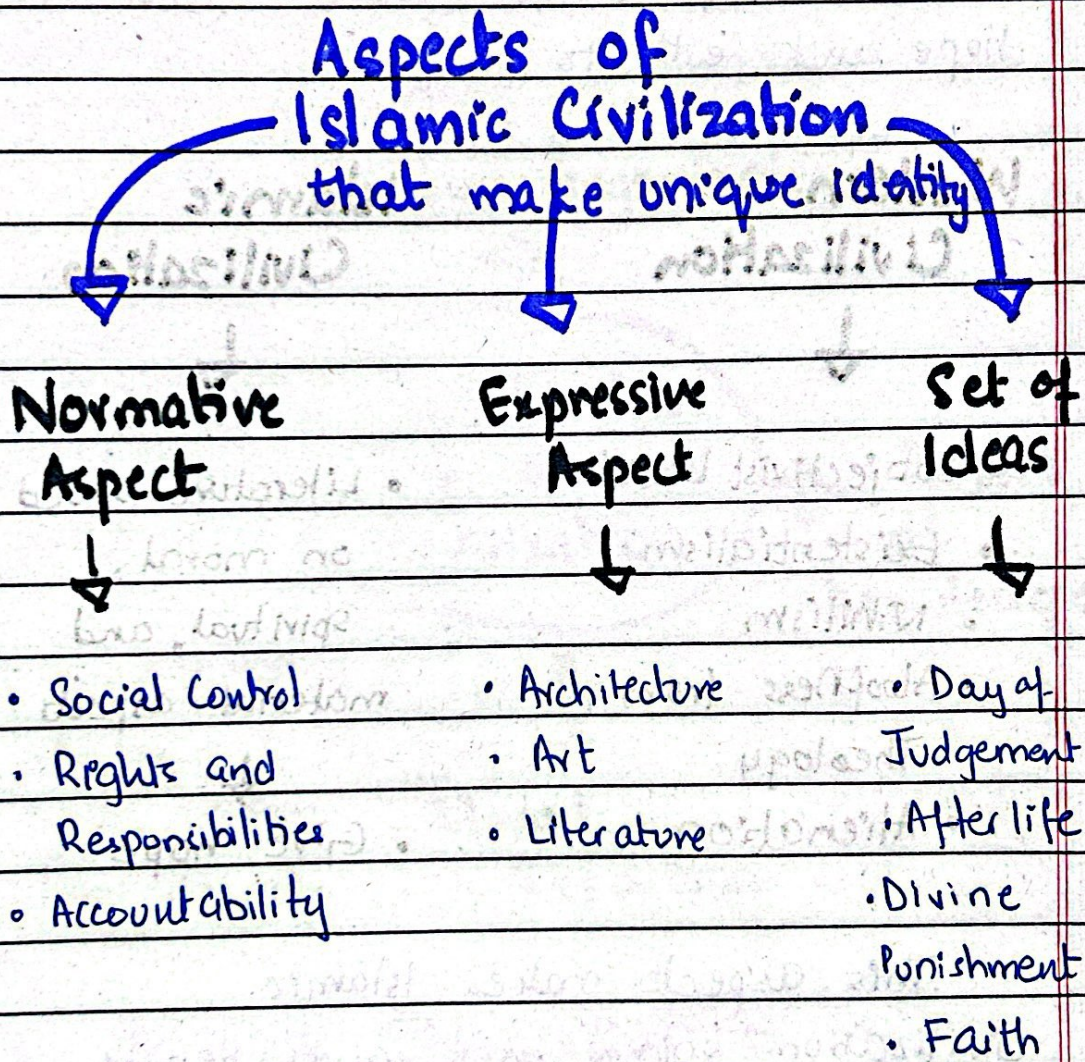 Aspects of
Islamic Civilization
that make unique identity
Normative
Aspect
• Social Control
• Rights and
Responsibilities
• Accountability
Expressive
Aspect
• Architecture
• Art
• Literature
Set of
Ideas
• Day of
Judgement
• After life
• Divine
Punishment
• Faith